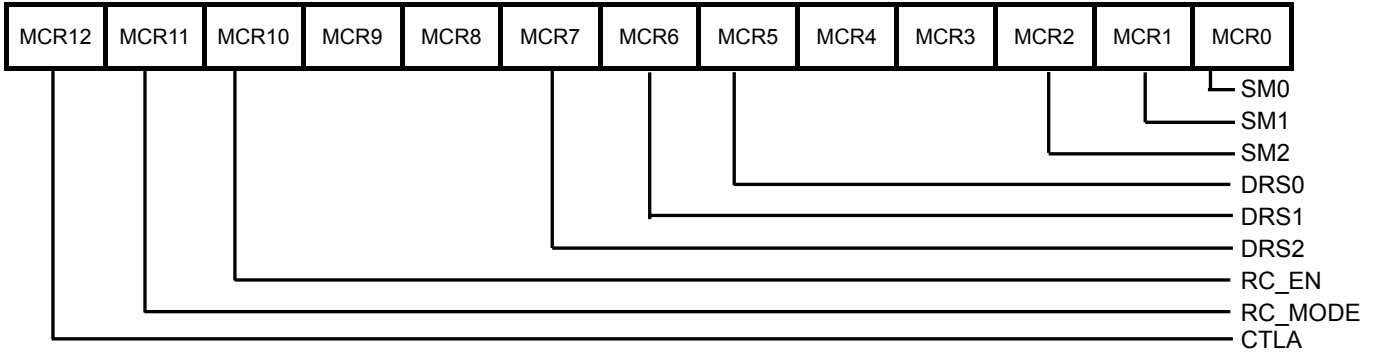 MCR12 MCR11 MCR10 MCR9 MCR8 MCR7 MCR6 MCR5 MCR4 MCR3 MCR2 MCR1 MCR0
SM0
SM1
SM2
DRS0
DRS1
DRS2
RC_EN
RC_MODE
CTLA